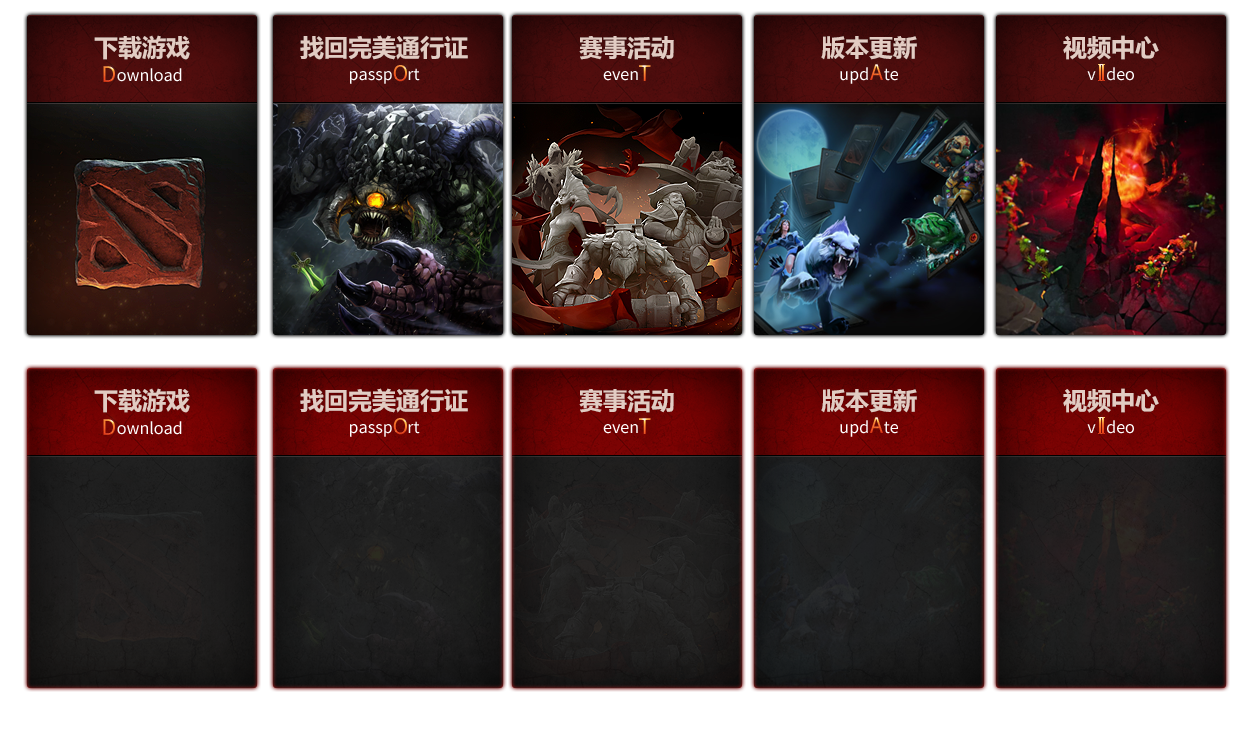 下载游戏
Download
找回完美通行证
passpOrt
赛事活动
evenT
版本更新
updAte
视频中心
vⅡdeo
下载游戏
Download
找回完美通行证
passpOrt
赛事活动
evenT
版本更新
updAte
视频中心
vⅡdeo